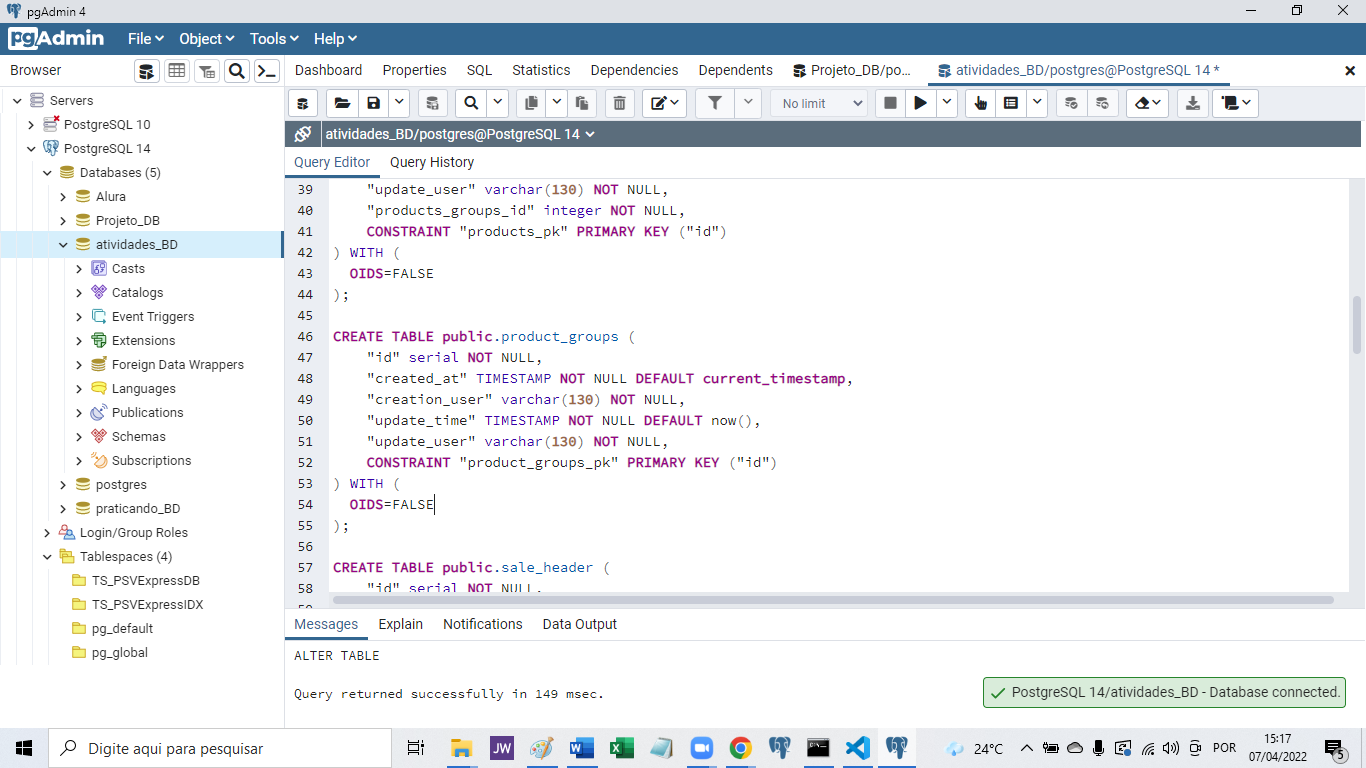 pgAdmin 4
pgAdmin File Object Tools Help
Browser
Dashboard Properties SQL Statistics Dependencies Dependents Projeto_DB/po... atividades_BD/postgres@PostgreSQL 14 *
No limit
atividades_BD/postgres@PostgreSQL 14
Query Editor Query History
Servers
PostgreSQL 10
PostgreSQL 14
Databases (5)
Alura
Projeto_DB
atividades_BD
Casts
Catalogs
Event Triggers
Extensions
Foreign Data Wrappers
Languages
Publications
Schemas
Subscriptions
postgres
praticando_BD
Login/Group Roles
Tablespaces (4)
TS_PSVExpressDB
TS_PSVExpressIDX
pg_default
pg_global
39 "update_user" varchar(130) NOT NULL,
40 "products_groups_id" integer NOT NULL,
41 CONSTRAINT "products_pk" PRIMARY KEY ("id")
42 ) WITH (
43 OIDS=FALSE
44 );
45
46 CREATE TABLE public.product_groups (
47 "id" serial NOT NULL,
48 "created_at" TIMESTAMP NOT NULL DEFAULT current_timestamp,
49 "creation_user" varchar(130) NOT NULL,
50 "update_time" TIMESTAMP NOT NULL DEFAULT now(),
51 "update_user" varchar(130) NOT NULL,
52 CONSTRAINT "product_groups_pk" PRIMARY KEY ("id")
53 ) WITH (
54 OIDS=FALSE
55 );
56
57 CREATE TABLE public.sale_header (
58 "id" serial NOT NULL,
Messages Explain Notifications Data Output
ALTER TABLE
Query returned successfully in 149 msec.
PostgreSQL 14/atividades_BD - Database connected.
Digite aqui para pesquisar
JW
24°C
POR
15:17
07/04/2022
5